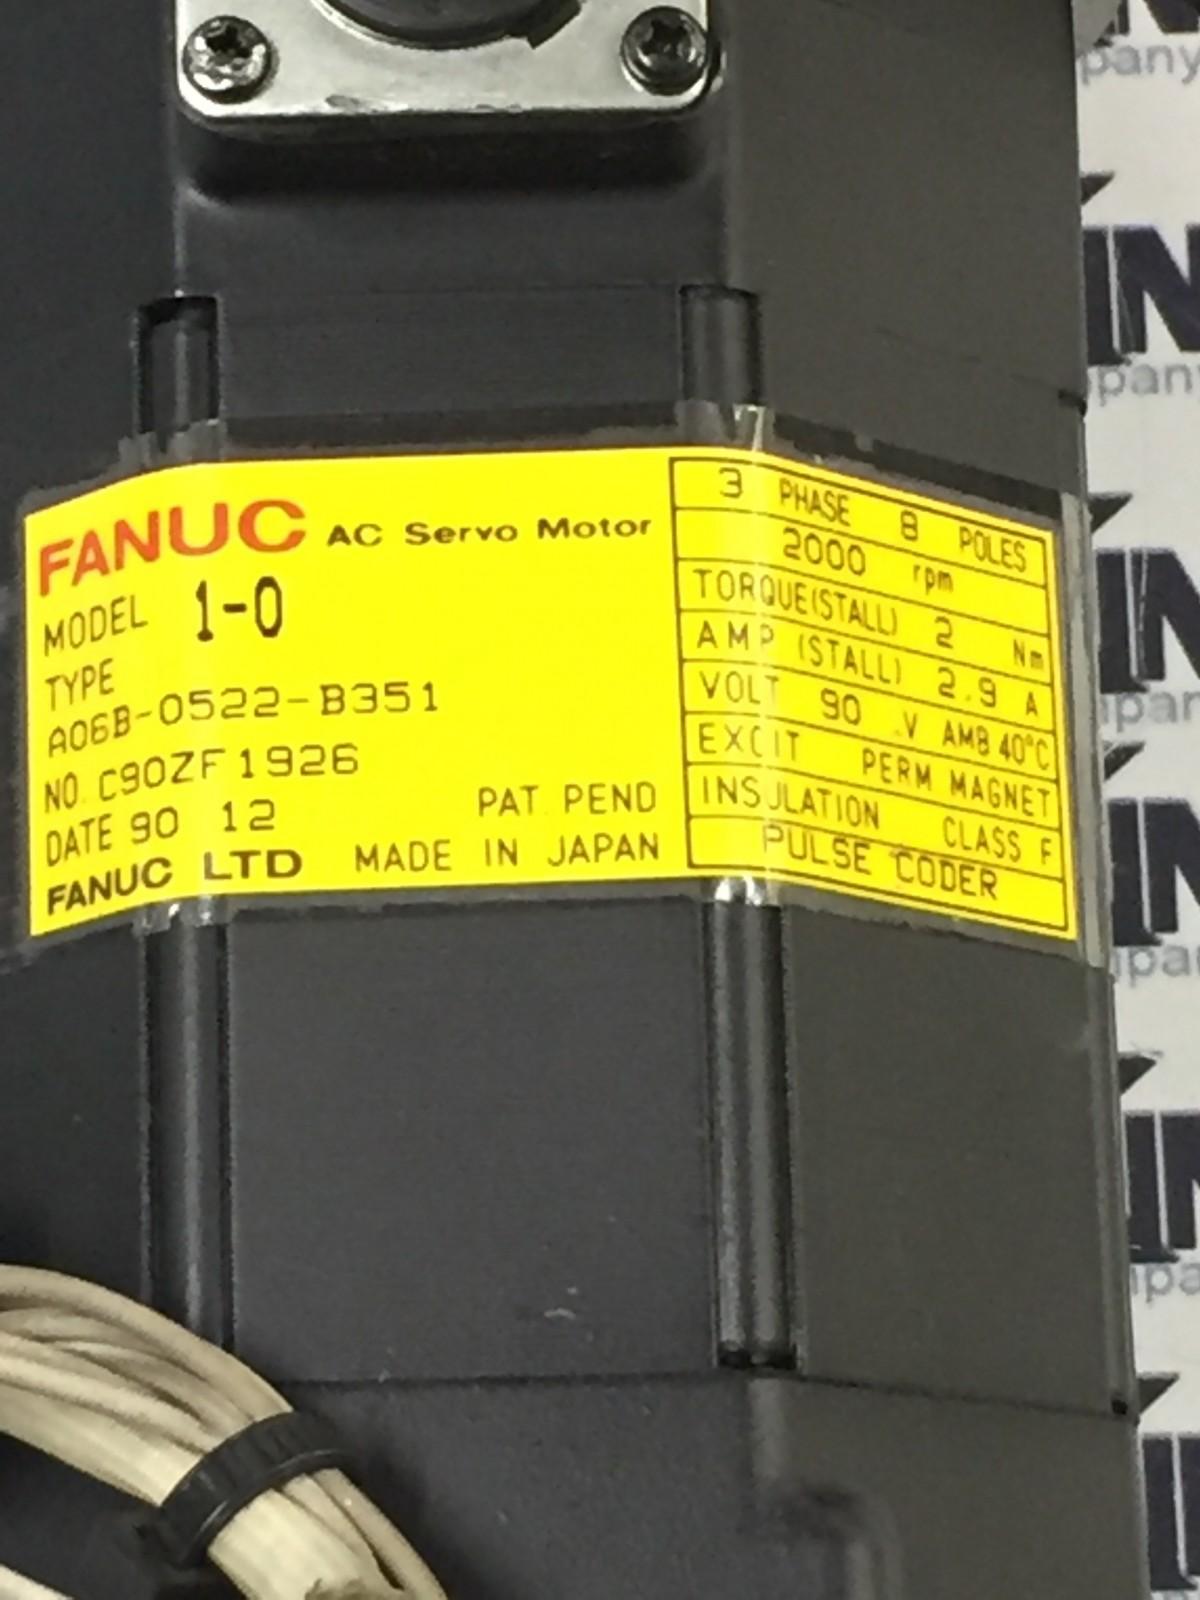 FANUC AC Servo Motor
MODEL 1-0
TYPE
A06B-0522-B351
NO. C90ZF1926
DATE 90 12
PAT. PEND
FANUC LTD MADE IN JAPAN
3 PHASE 8 POLES
2000 rpm
TORQUE(STALL) 2 Nm
AMP (STALL) 2.9 A
VOLT 90 V AMB 40°C
EXCIT PERM MAGNET
INSULATION CLASS F
PULSE CODER